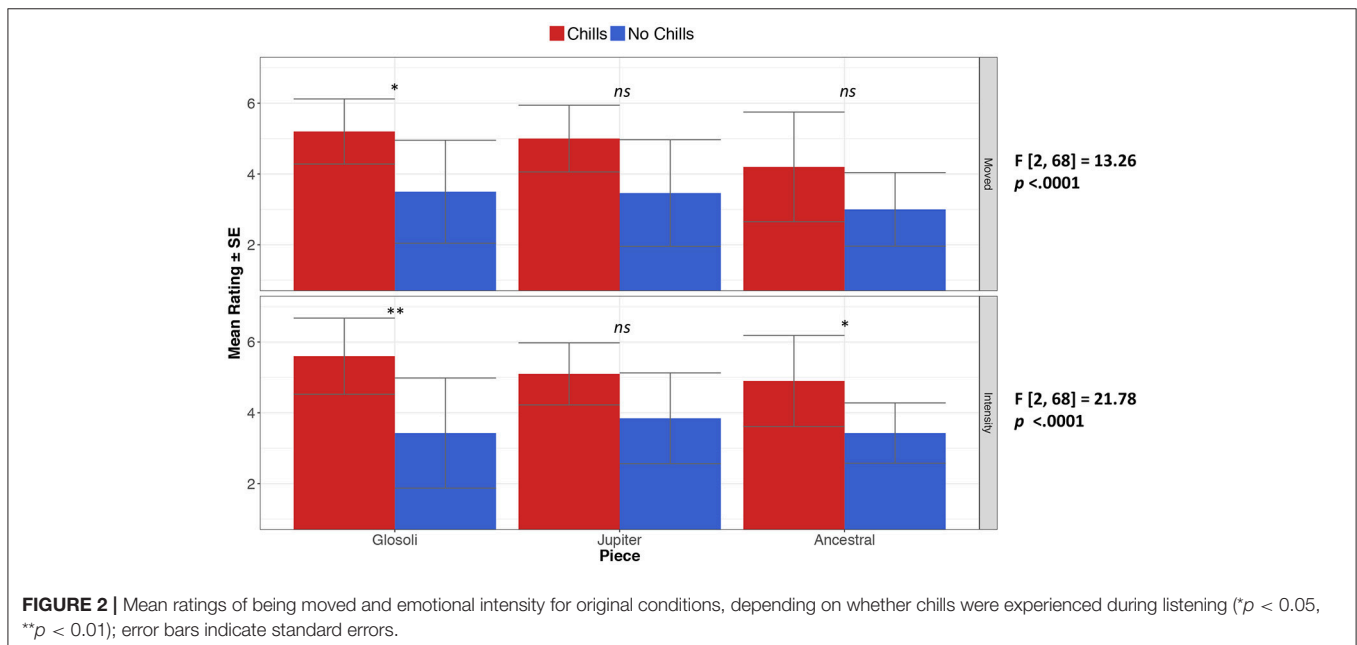 Chills No Chills
Mean Rating ± SE
6
4
2
*
ns
ns
Moved
F [2, 68] = 13.26
p <.0001
6
4
2
**
ns
*
Intensity
F [2, 68] = 21.78
p <.0001
Glosoli Jupiter Ancestral
Piece
FIGURE 2 | Mean ratings of being moved and emotional intensity for original conditions, depending on whether chills were experienced during listening (*p < 0.05,
**p < 0.01); error bars indicate standard errors.